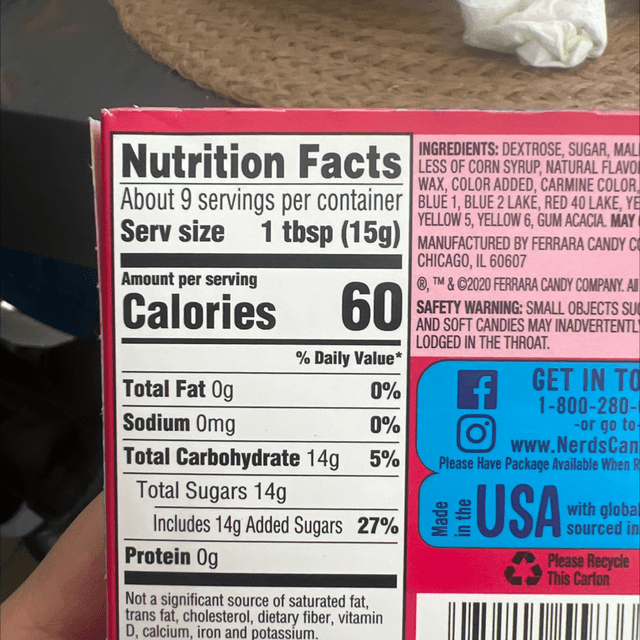 Nutrition Facts
About 9 servings per container
Serv size 1 tbsp (15g)
Amount per serving
Calories 60
% Daily Value*
Total Fat 0g 0%
Sodium 0mg 0%
Total Carbohydrate 14g 5%
Total Sugars 14g
Includes 14g Added Sugars 27%
Protein 0g
Not a significant source of saturated fat,
trans fat, cholesterol, dietary fiber, vitamin
D, calcium, iron and potassium.
INGREDIENTS: DEXTROSE, SUGAR,
LESS OF CORN SYRUP, NATURAL
WAX, COLOR ADDED, CARMINE COLOR,
BLUE 1, BLUE 2 LAKE, RED 40 LAKE,
YELLOW 5, YELLOW 6, GUM ACACIA. MAY
MANUFACTURED BY FERRARA CANDY
CHICAGO, IL 60607
®, ™ & ©2020 FERRARA CANDY COMPANY.
SAFETY WARNING: SMALL OBJECTS
AND SOFT CANDIES MAY
LODGED IN THE THROAT.
GET IN
1-800-280-
-or go to-
www.NerdsCan
Please Have Package Available When
Made in the USA with
sourced
Please Recycle
This Carton